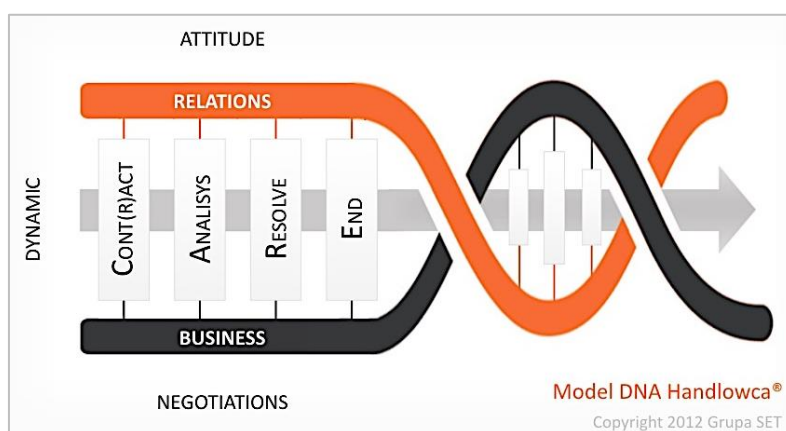 ATTITUDE
RELATIONS
DYNAMIC
CONT(R)ACT
ANALISYS
RESOLVE
END
BUSINESS
NEGOTIATIONS
Model DNA Handlowca®
Copyright 2012 Grupa SET